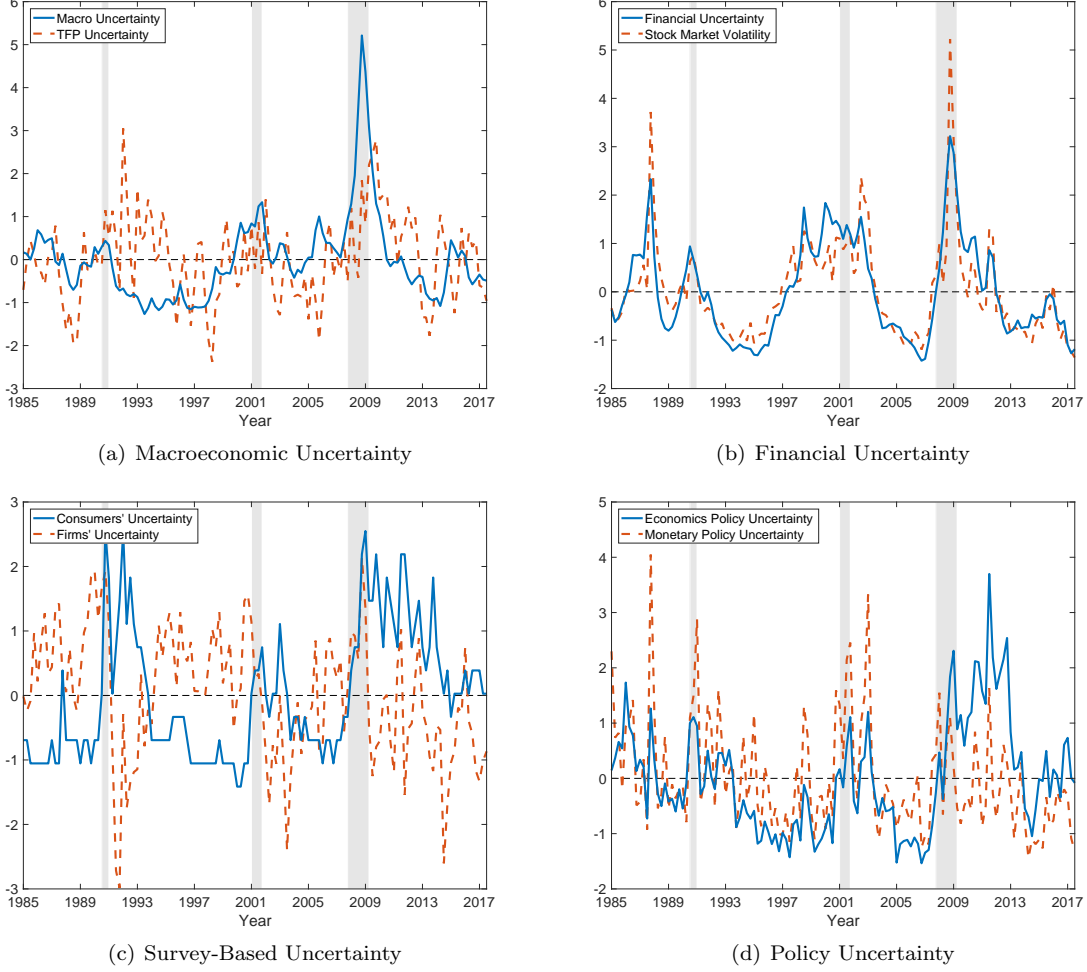 Macro Uncertainty
TFP Uncertainty
6
5
4
3
2
1
0
-1
-2
-3
1985 1989 1993 1997 2001 2005 2009 2013 2017
Year
(a) Macroeconomic Uncertainty
Financial Uncertainty
Stock Market Volatility
6
5
4
3
2
1
0
-1
-2
1985 1989 1993 1997 2001 2005 2009 2013 2017
Year
(b) Financial Uncertainty
Consumers' Uncertainty
Firms' Uncertainty
3
2
1
0
-1
-2
-3
1985 1989 1993 1997 2001 2005 2009 2013 2017
Year
(c) Survey-Based Uncertainty
Economics Policy Uncertainty
Monetary Policy Uncertainty
5
4
3
2
1
0
-1
-2
1985 1989 1993 1997 2001 2005 2009 2013 2017
Year
(d) Policy Uncertainty